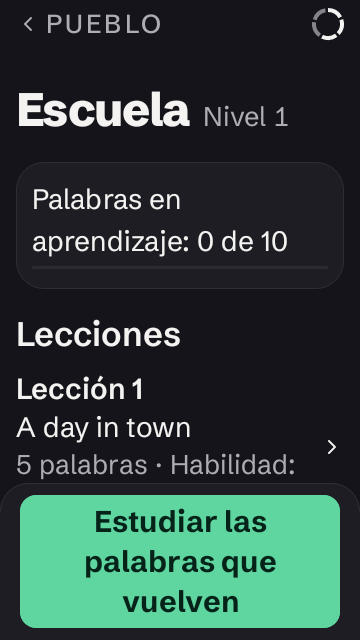 PUEBLO
Escuela Nivel 1
Palabras en
aprendizaje: 0 de 10
Lecciones
Lección 1
A day in town
5 palabras · Habilidad:
Estudiar las
palabras que
vuelven